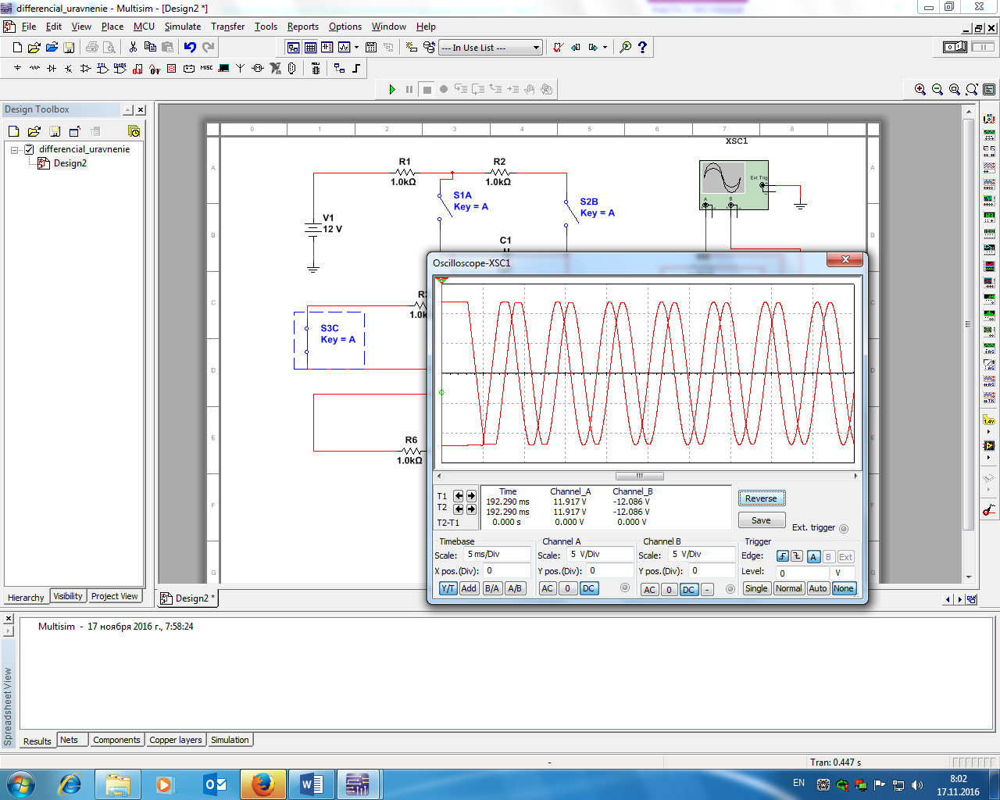 differencial_uravnenie - Multisim - [Design2 *]
File Edit View Place MCU Simulate Transfer Tools Reports Options Window Help
--- In Use List ---
MISC
Design Toolbox
differencial_uravnenie
Design2
Hierarchy Visibility Project View
0 1 2 3 4 5 6 7 8
A
B
C
D
E
F
G
A
B
C
D
E
F
G
R1
1.0kΩ
R2
1.0kΩ
S1A
Key = A
S2B
Key = A
V1
12 V
C1
XSC1
Ext Trig
A B
S3C
Key = A
R6
1.0kΩ
Oscilloscope-XSC1
T1
T2
T2-T1
Time Channel_A Channel_B
192.290 ms 11.917 V -12.086 V
192.290 ms 11.917 V -12.086 V
0.000 s 0.000 V 0.000 V
Reverse
Save
Ext. trigger
Timebase
Scale: 5 ms/Div
X pos.(Div): 0
Y/T Add B/A A/B
Channel A
Scale: 5 V/Div
Y pos.(Div): 0
AC 0 DC
Channel B
Scale: 5 V/Div
Y pos.(Div): 0
AC 0 DC -
Trigger
Edge: A B Ext
Level: 0 V
Single Normal Auto None
Design2 *
1.4v
Multisim - 17 ноября 2016 г., 7:58:24
Spreadsheet View
Results Nets Components Copper layers Simulation
-
Tran: 0.447 s
EN
8:02
17.11.2016